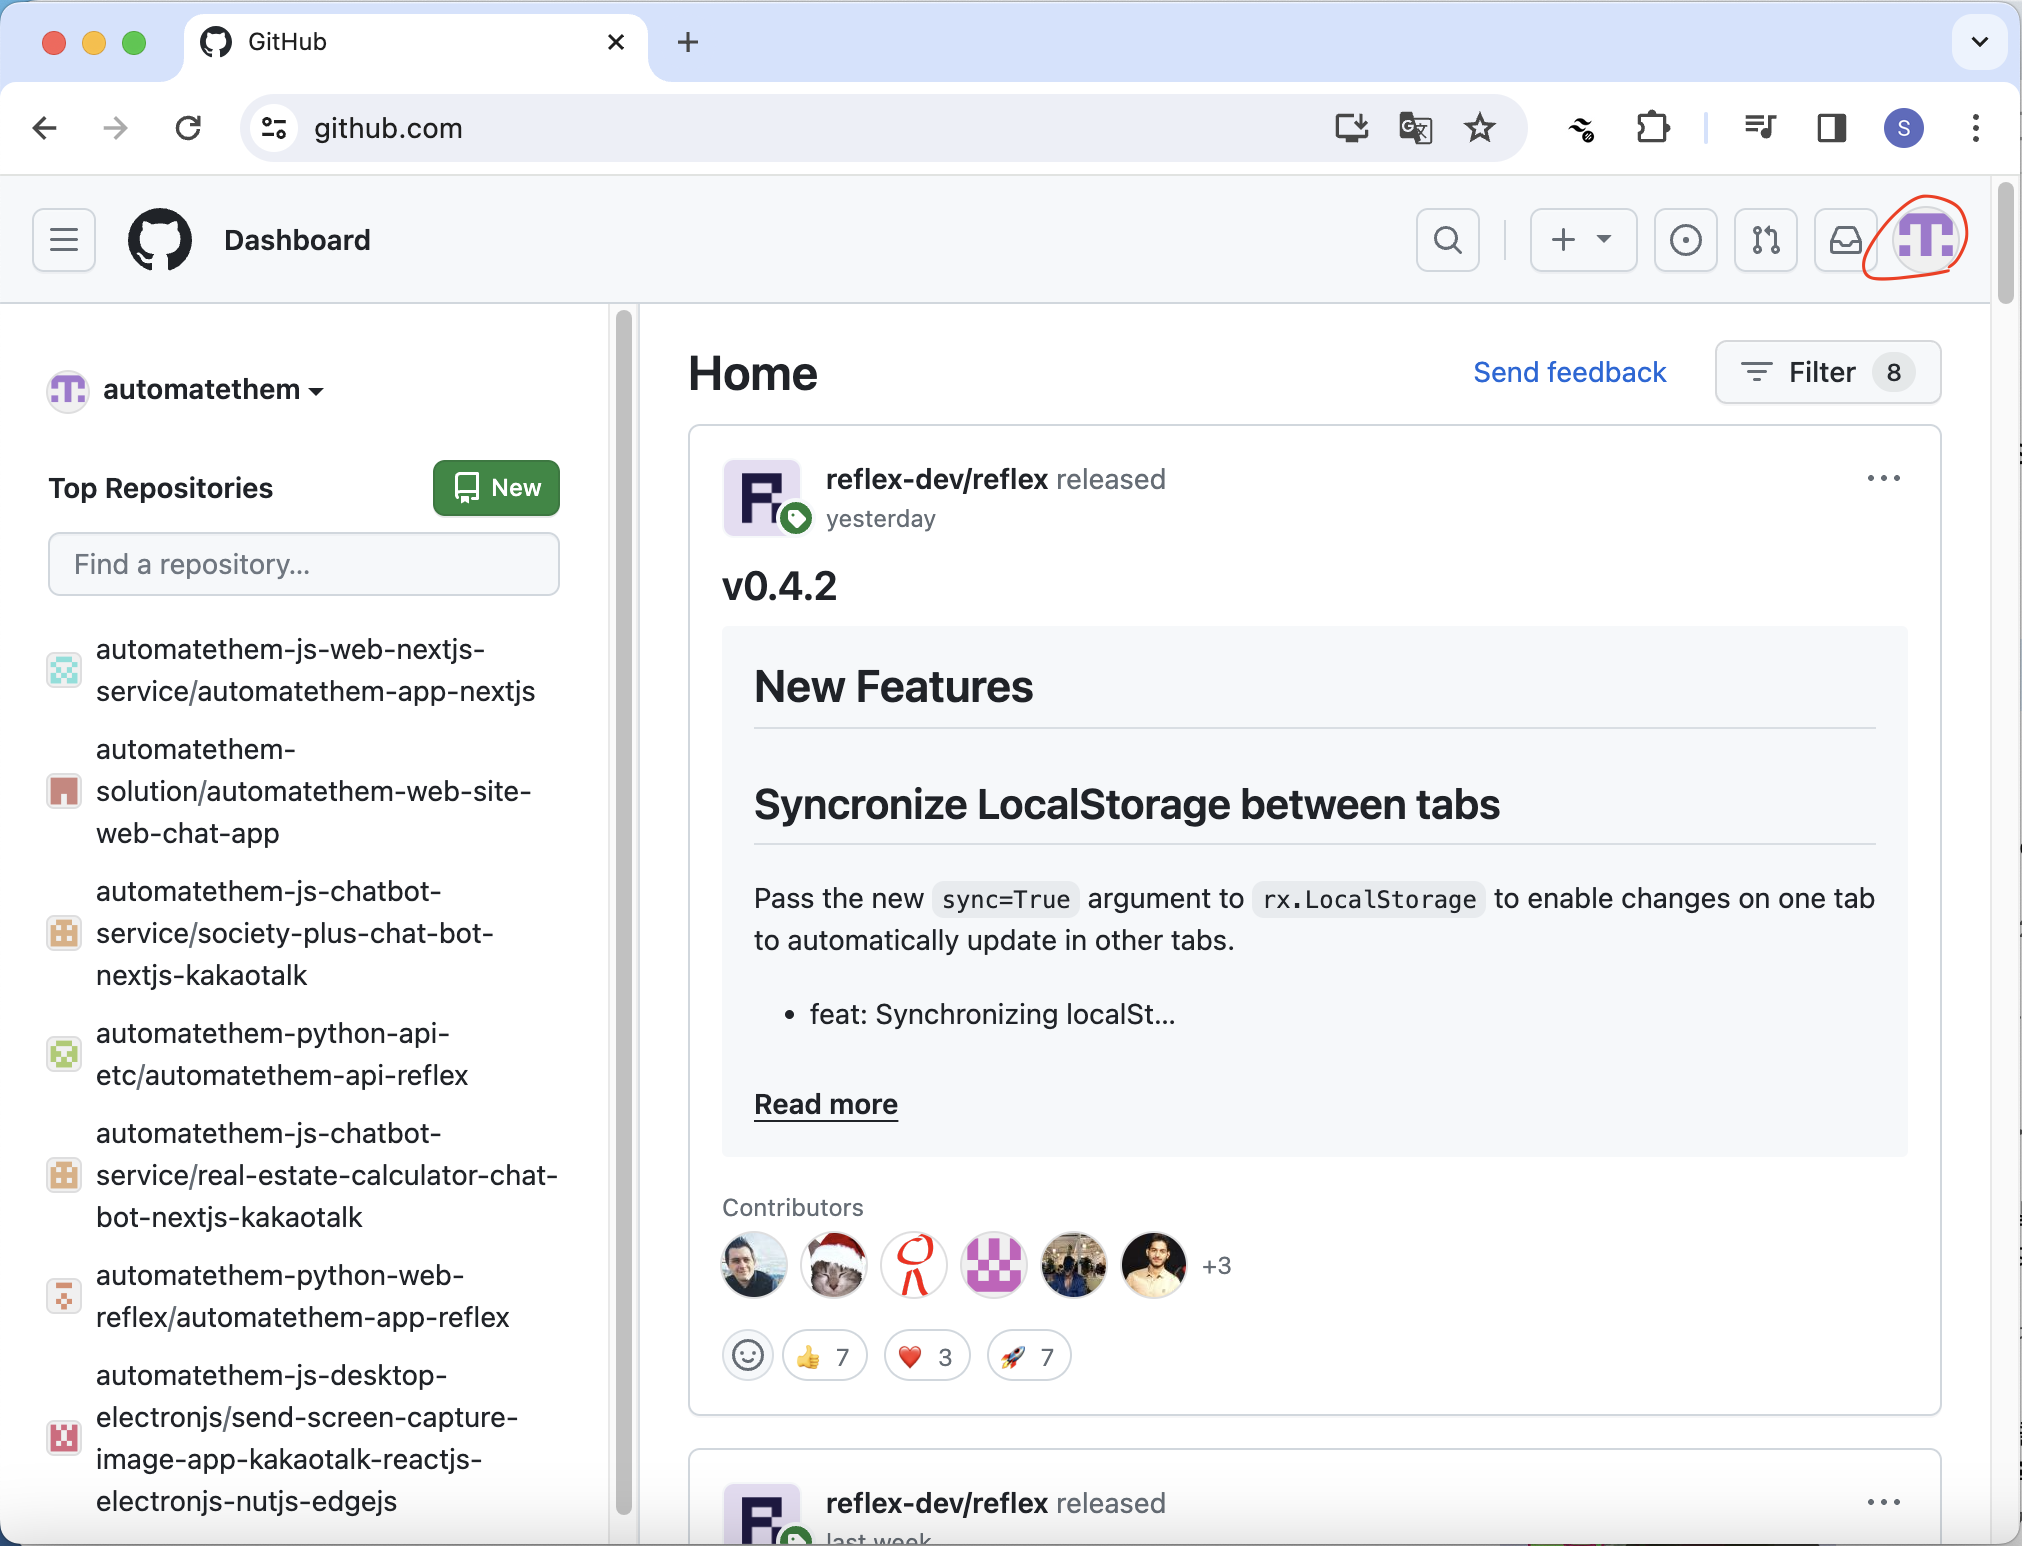 GitHub
github.com
S
Dashboard
automatethem
Top Repositories
New
Find a repository...
automatethem-js-web-nextjs-
service/automatethem-app-nextjs
automatethem-
solution/automatethem-web-site-
web-chat-app
automatethem-js-chatbot-
service/society-plus-chat-bot-
nextjs-kakaotalk
automatethem-python-api-
etc/automatethem-api-reflex
automatethem-js-chatbot-
service/real-estate-calculator-chat-
bot-nextjs-kakaotalk
automatethem-python-web-
reflex/automatethem-app-reflex
automatethem-js-desktop-
electronjs/send-screen-capture-
image-app-kakaotalk-reactjs-
electronjs-nutjs-edgejs
Home
Send feedback
Filter 8
reflex-dev/reflex released
yesterday
v0.4.2
New Features
Syncronize LocalStorage between tabs
Pass the new sync=True argument to rx.LocalStorage to enable changes on one tab
to automatically update in other tabs.
• feat: Synchronizing localSt...
Read more
Contributors
+3
7 3 7
reflex-dev/reflex released
last week